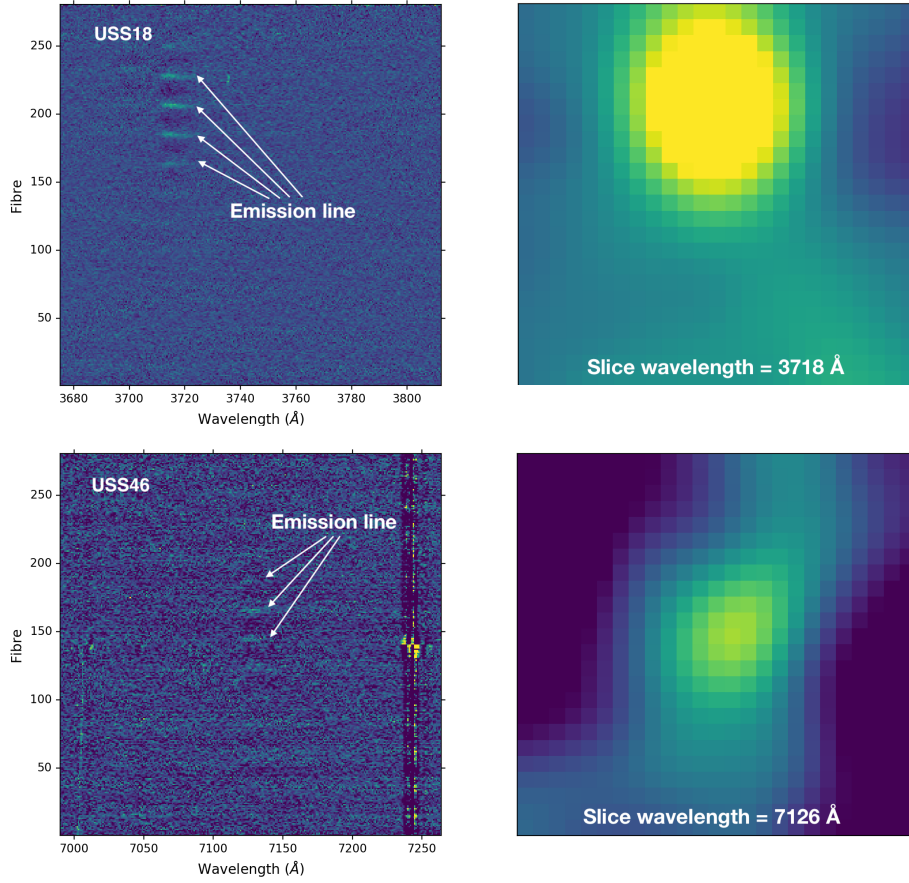 USS18
250
200
150
100
50
Fibre
Emission line
3680 3700 3720 3740 3760 3780 3800
Wavelength (Å)
Slice wavelength = 3718 Å
USS46
250
200
150
100
50
Fibre
Emission line
7000 7050 7100 7150 7200 7250
Wavelength (Å)
Slice wavelength = 7126 Å